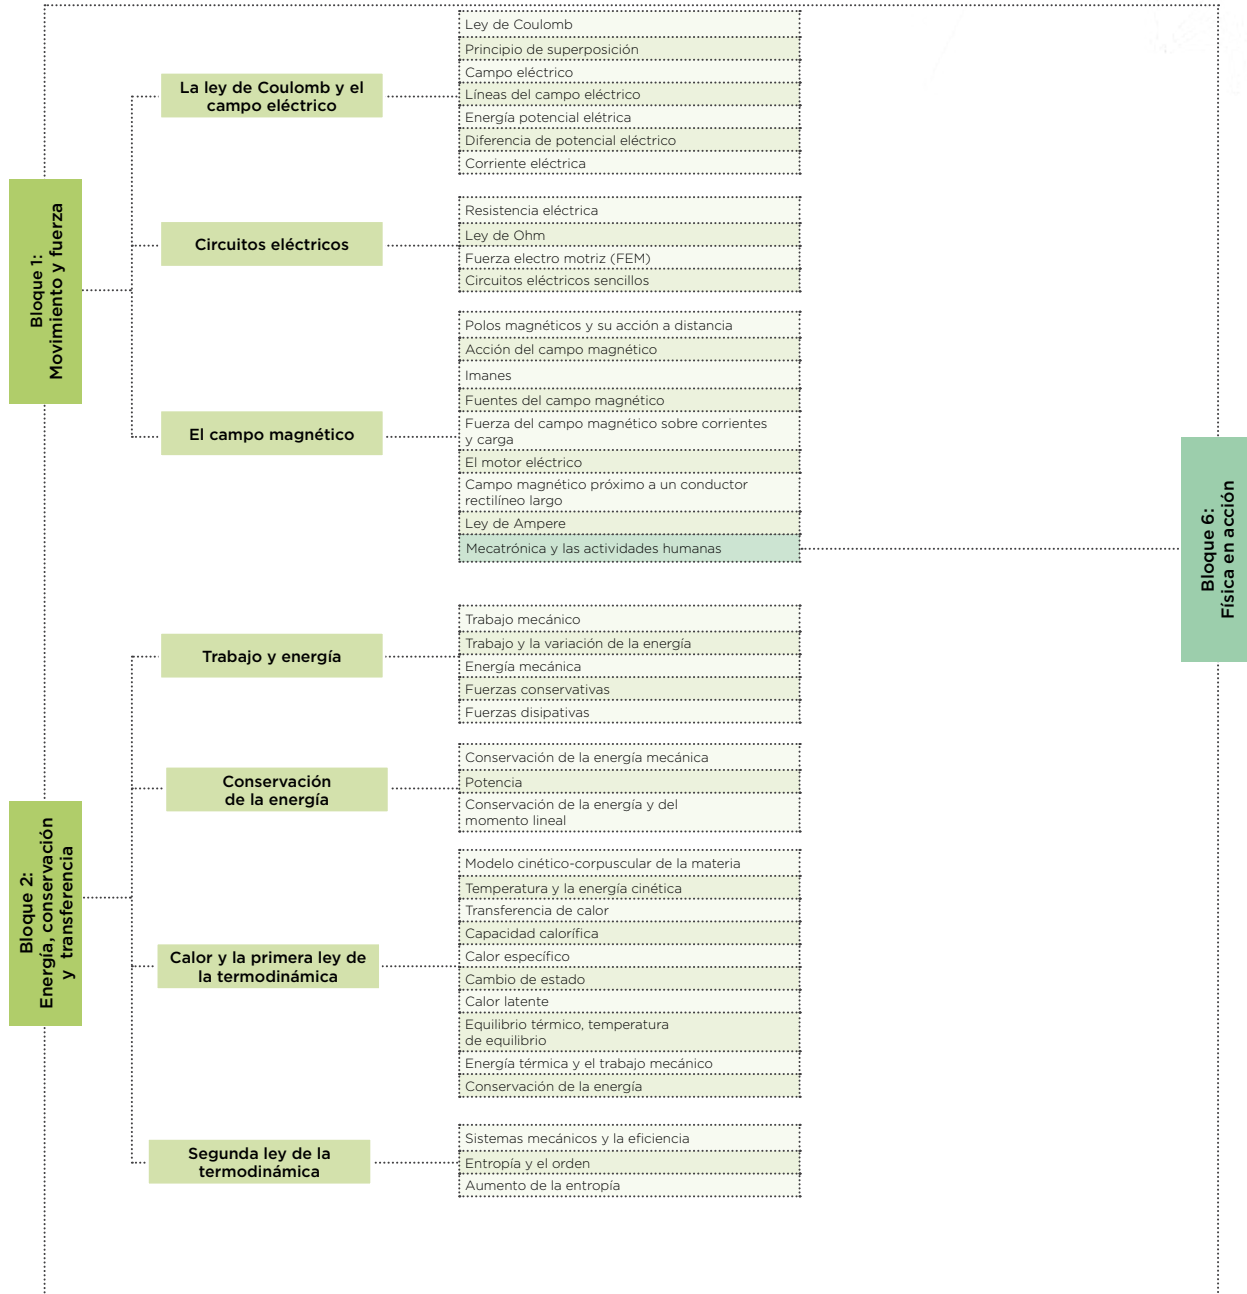 Bloque 1:
Movimiento y fuerza
La ley de Coulomb y el
campo eléctrico
Ley de Coulomb
Principio de superposición
Campo eléctrico
Líneas del campo eléctrico
Energía potencial elétrica
Diferencia de potencial eléctrico
Corriente eléctrica
Circuitos eléctricos
Resistencia eléctrica
Ley de Ohm
Fuerza electro motriz (FEM)
Circuitos eléctricos sencillos
El campo magnético
Polos magnéticos y su acción a distancia
Acción del campo magnético
Imanes
Fuentes del campo magnético
Fuerza del campo magnético sobre corrientes
y carga
El motor eléctrico
Campo magnético próximo a un conductor
rectilíneo largo
Ley de Ampere
Mecatrónica y las actividades humanas
Bloque 6:
Física en acción
Bloque 2:
Energía, conservación
y transferencia
Trabajo y energía
Trabajo mecánico
Trabajo y la variación de la energía
Energía mecánica
Fuerzas conservativas
Fuerzas disipativas
Conservación
de la energía
Conservación de la energía mecánica
Potencia
Conservación de la energía y del
momento lineal
Calor y la primera ley de
la termodinámica
Modelo cinético-corpuscular de la materia
Temperatura y la energía cinética
Transferencia de calor
Capacidad calorífica
Calor específico
Cambio de estado
Calor latente
Equilibrio térmico, temperatura
de equilibrio
Energía térmica y el trabajo mecánico
Conservación de la energía
Segunda ley de la
termodinámica
Sistemas mecánicos y la eficiencia
Entropía y el orden
Aumento de la entropía